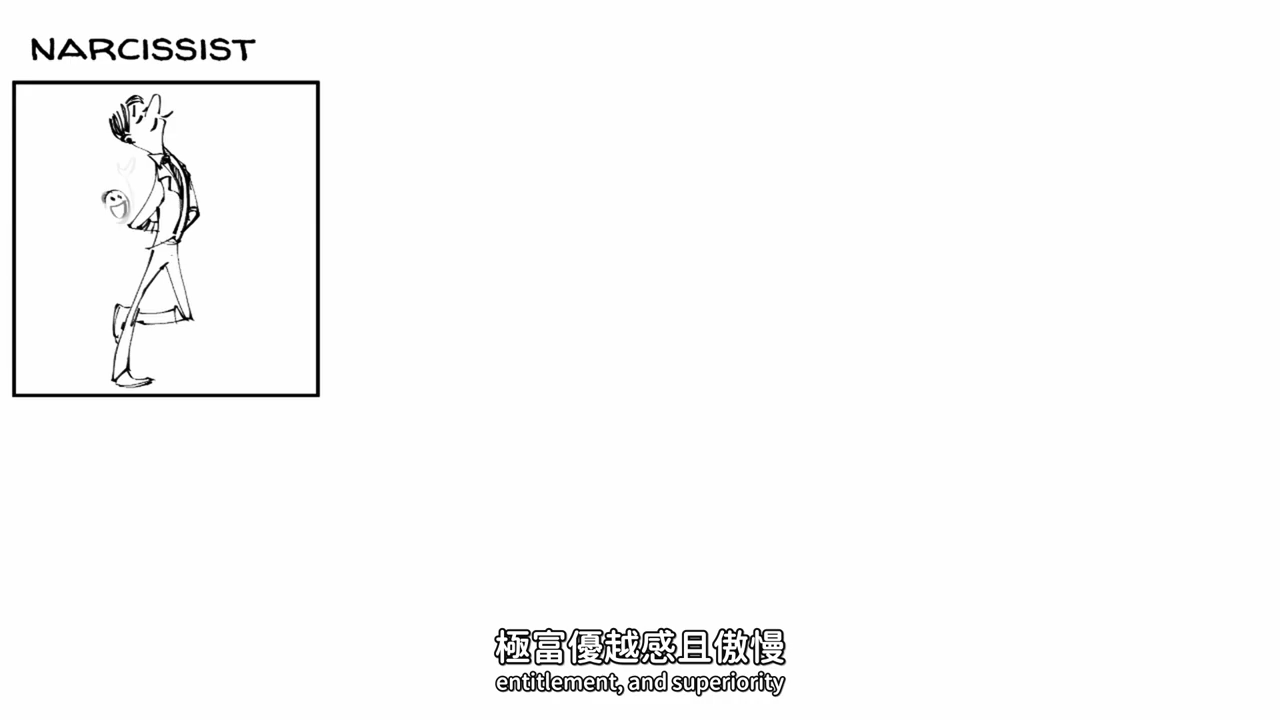 NARCISSIST
極富優越感且傲慢
entitlement, and superiority